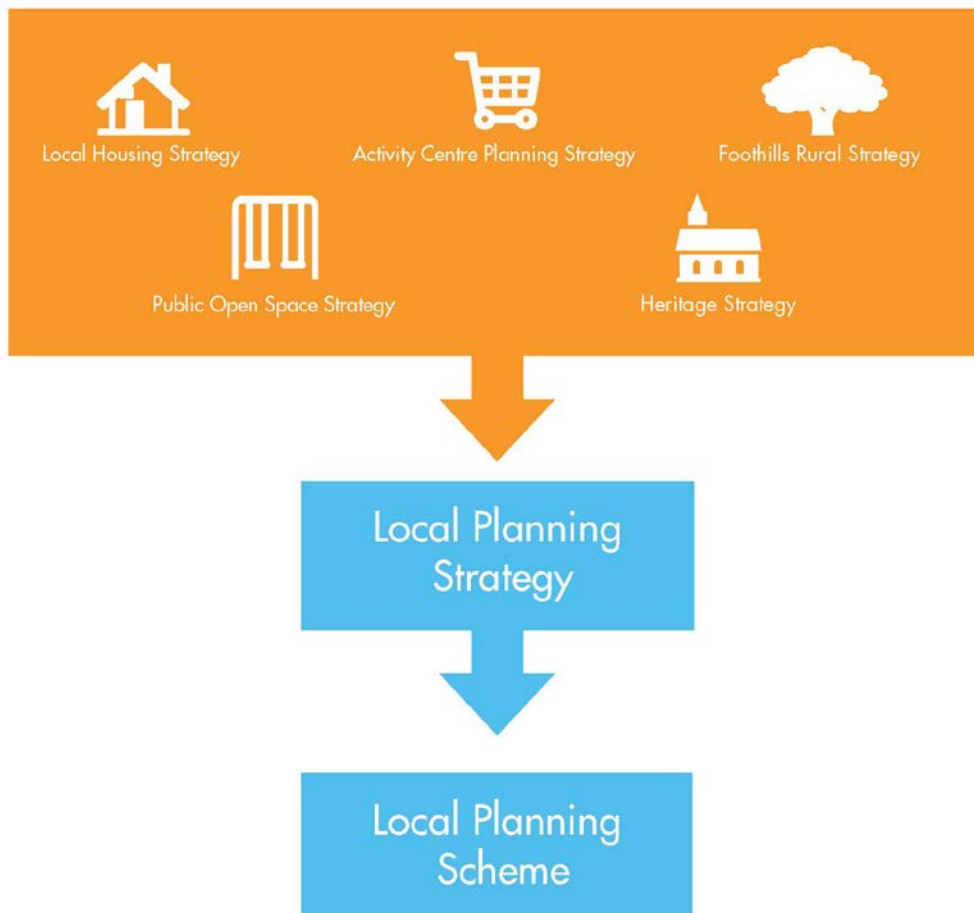 Local Housing Strategy
Activity Centre Planning Strategy
Foothills Rural Strategy
Public Open Space Strategy
Heritage Strategy
Local Planning
Strategy
Local Planning
Scheme